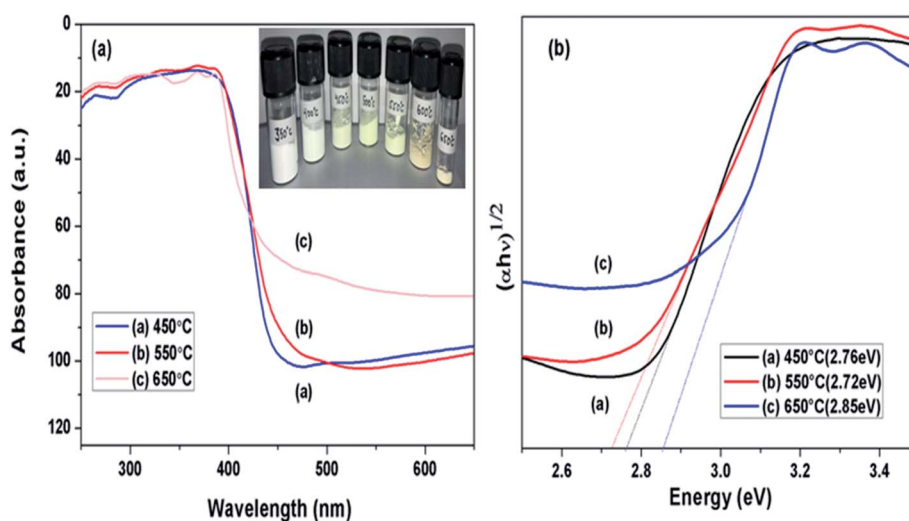 (a)
0
20
40
60
80
100
120
Absorbance (a.u.)
350°C
400°C
450°C
500°C
550°C
600°C
650°C
(c)
(b)
(a)
(a) 450°C
(b) 550°C
(c) 650°C
300
400
500
600
Wavelength (nm)
(b)
(αhν)1/2
(c)
(b)
(a)
(a) 450°C(2.76eV)
(b) 550°C(2.72eV)
(c) 650°C(2.85eV)
2.6
2.8
3.0
3.2
3.4
Energy (eV)